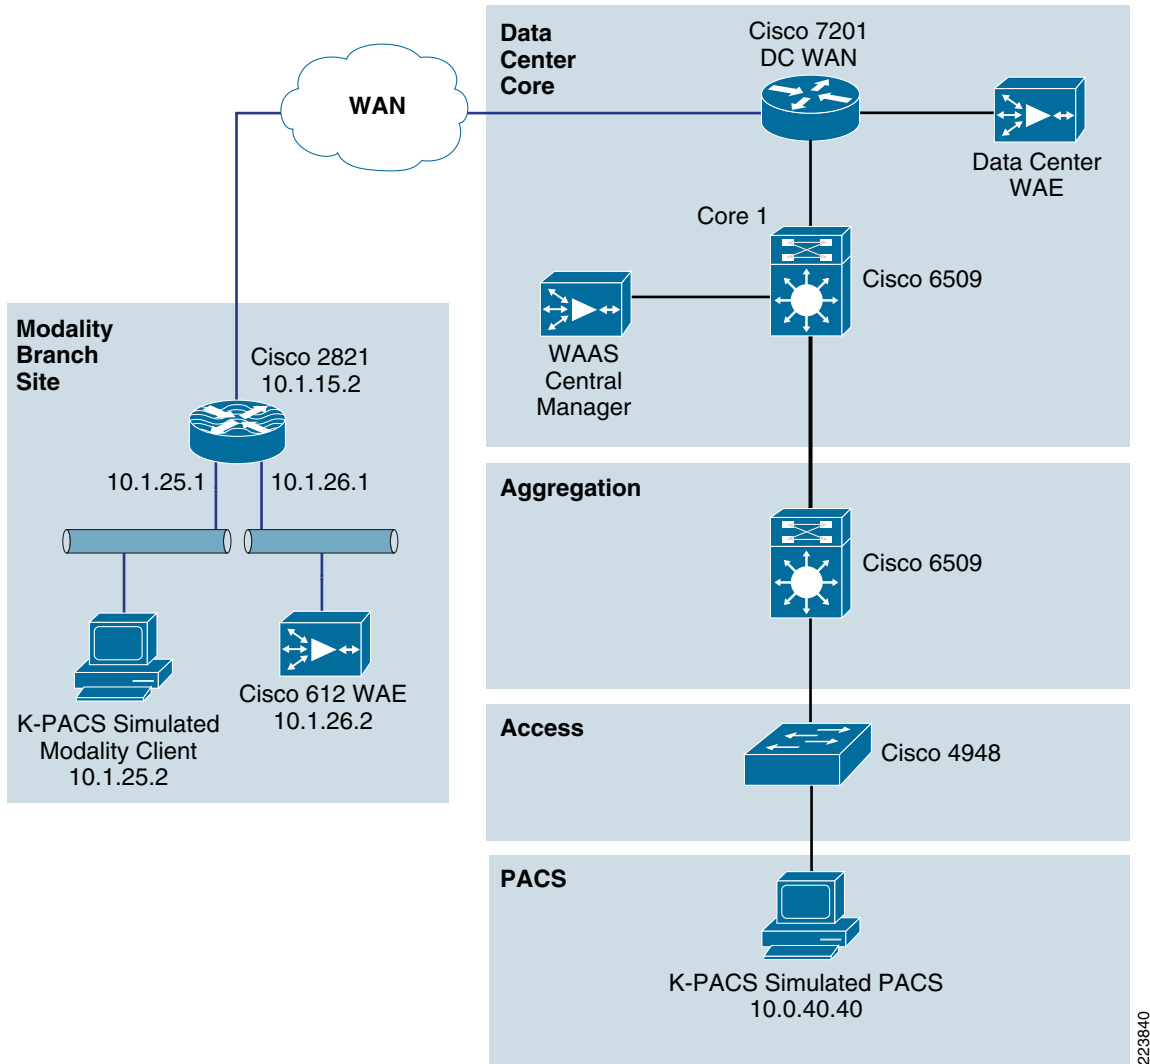 Data
Center
Core
Cisco 7201
DC WAN
WAN
Data Center
WAE
Core 1
Cisco 6509
WAAS
Central
Manager
Modality
Branch
Site
Cisco 2821
10.1.15.2
10.1.25.1
10.1.26.1
K-PACS Simulated
Modality Client
10.1.25.2
Cisco 612 WAE
10.1.26.2
Aggregation
Cisco 6509
Access
Cisco 4948
PACS
K-PACS Simulated PACS
10.0.40.40
223840